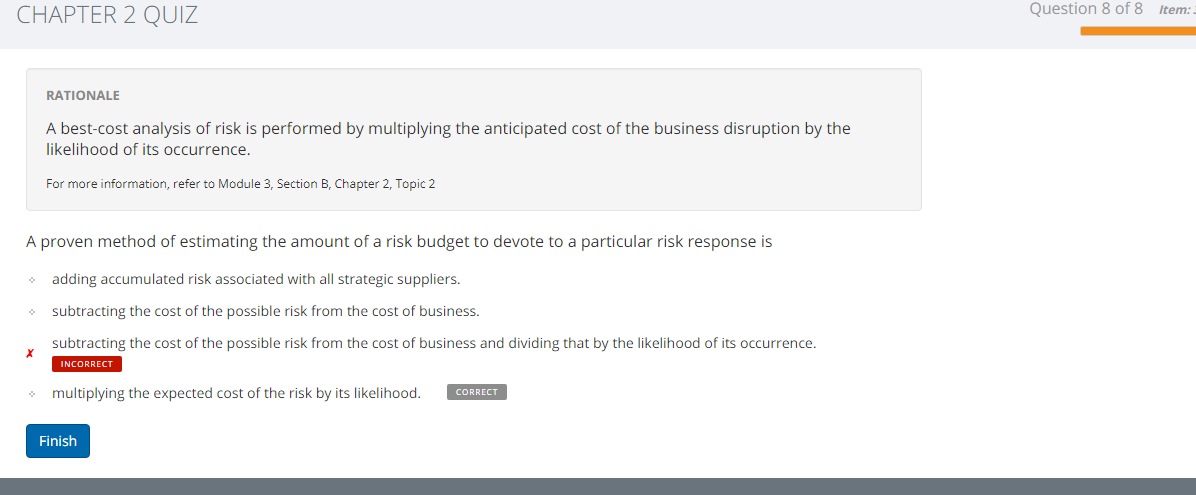 CHAPTER 2 QUIZ
Question 8 of 8 Item:
RATIONALE
A best-cost analysis of risk is performed by multiplying the anticipated cost of the business disruption by the
likelihood of its occurrence.
For more information, refer to Module 3, Section B, Chapter 2, Topic 2
A proven method of estimating the amount of a risk budget to devote to a particular risk response is
adding accumulated risk associated with all strategic suppliers.
subtracting the cost of the possible risk from the cost of business.
✗ subtracting the cost of the possible risk from the cost of business and dividing that by the likelihood of its occurrence.
INCORRECT
multiplying the expected cost of the risk by its likelihood. CORRECT
Finish